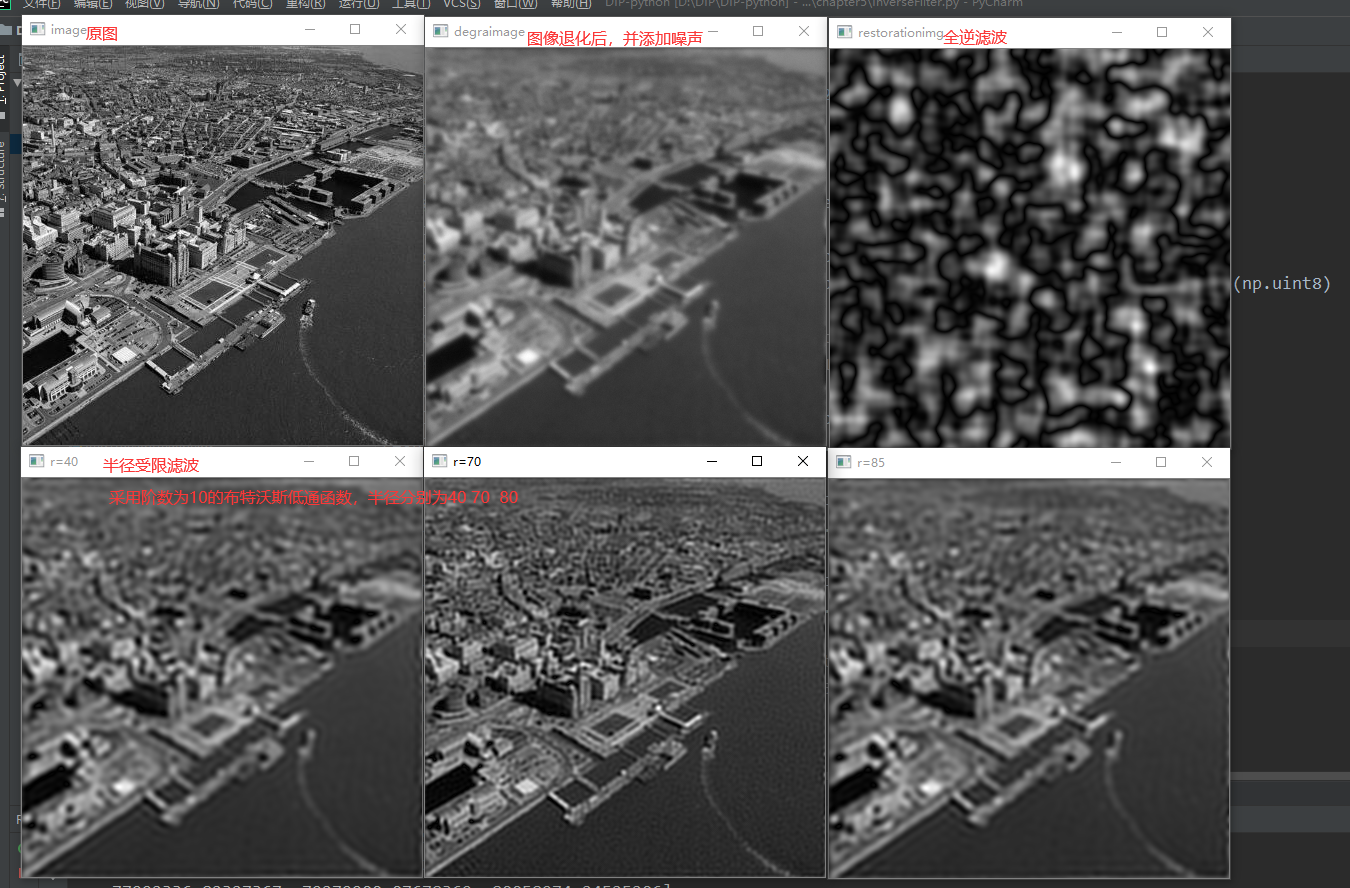 文件(F) 编辑(E) 视图(V) 导航(N) 代码(C) 重构(R) 运行(U) 工具(T) VCS(S) 窗口(W) 帮助(H) DIP-python [D:\DIP\DIP-python] - ...\chapter5\InverseFilter.py - PyCharm
image 原图
degraimage 图像退化后，并添加噪声
restorationimg 全逆滤波
1: Project
7: Structure
(np.uint8)
r=40 半径受限滤波
r=70
r=85
采用阶数为10的布特沃斯低通函数，半径分别为40 70 80